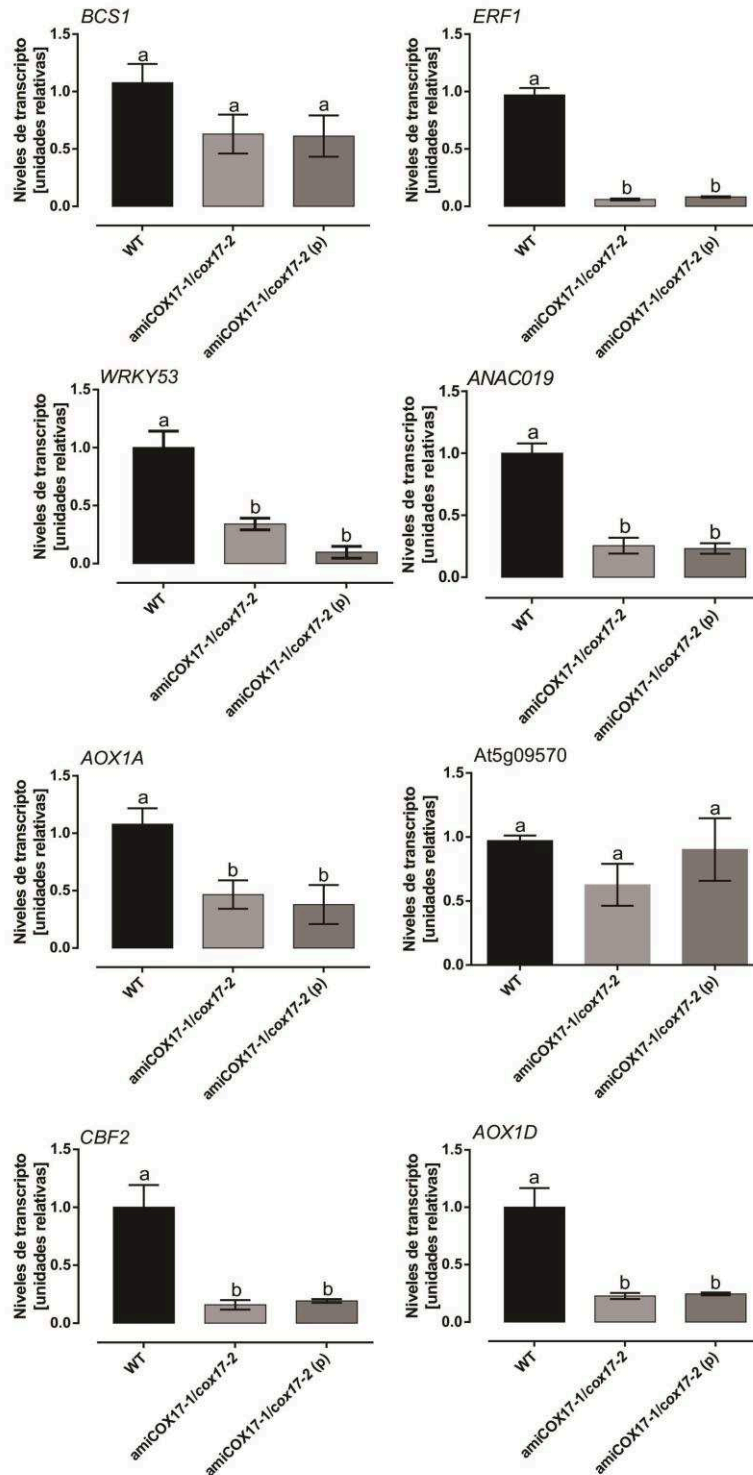 BCS1
Niveles de transcripto
[unidades relativas]
1.5
1.0
0.5
0.0
a
a
a
WT
amiCOX17-1/cox17-2
amiCOX17-1/cox17-2 (p)
ERF1
Niveles de transcripto
[unidades relativas]
1.5
1.0
0.5
0.0
a
b
b
WT
amiCOX17-1/cox17-2
amiCOX17-1/cox17-2 (p)
WRKY53
Niveles de transcripto
[unidades relativas]
1.5
1.0
0.5
0.0
a
b
b
WT
amiCOX17-1/cox17-2
amiCOX17-1/cox17-2 (p)
ANAC019
Niveles de transcripto
[unidades relativas]
1.5
1.0
0.5
0.0
a
b
b
WT
amiCOX17-1/cox17-2
amiCOX17-1/cox17-2 (p)
AOX1A
Niveles de transcripto
[unidades relativas]
1.5
1.0
0.5
0.0
a
b
b
WT
amiCOX17-1/cox17-2
amiCOX17-1/cox17-2 (p)
At5g09570
Niveles de transcripto
[unidades relativas]
1.5
1.0
0.5
0.0
a
a
a
WT
amiCOX17-1/cox17-2
amiCOX17-1/cox17-2 (p)
CBF2
Niveles de transcripto
[unidades relativas]
1.5
1.0
0.5
0.0
a
b
b
WT
amiCOX17-1/cox17-2
amiCOX17-1/cox17-2 (p)
AOX1D
Niveles de transcripto
[unidades relativas]
1.5
1.0
0.5
0.0
a
b
b
WT
amiCOX17-1/cox17-2
amiCOX17-1/cox17-2 (p)